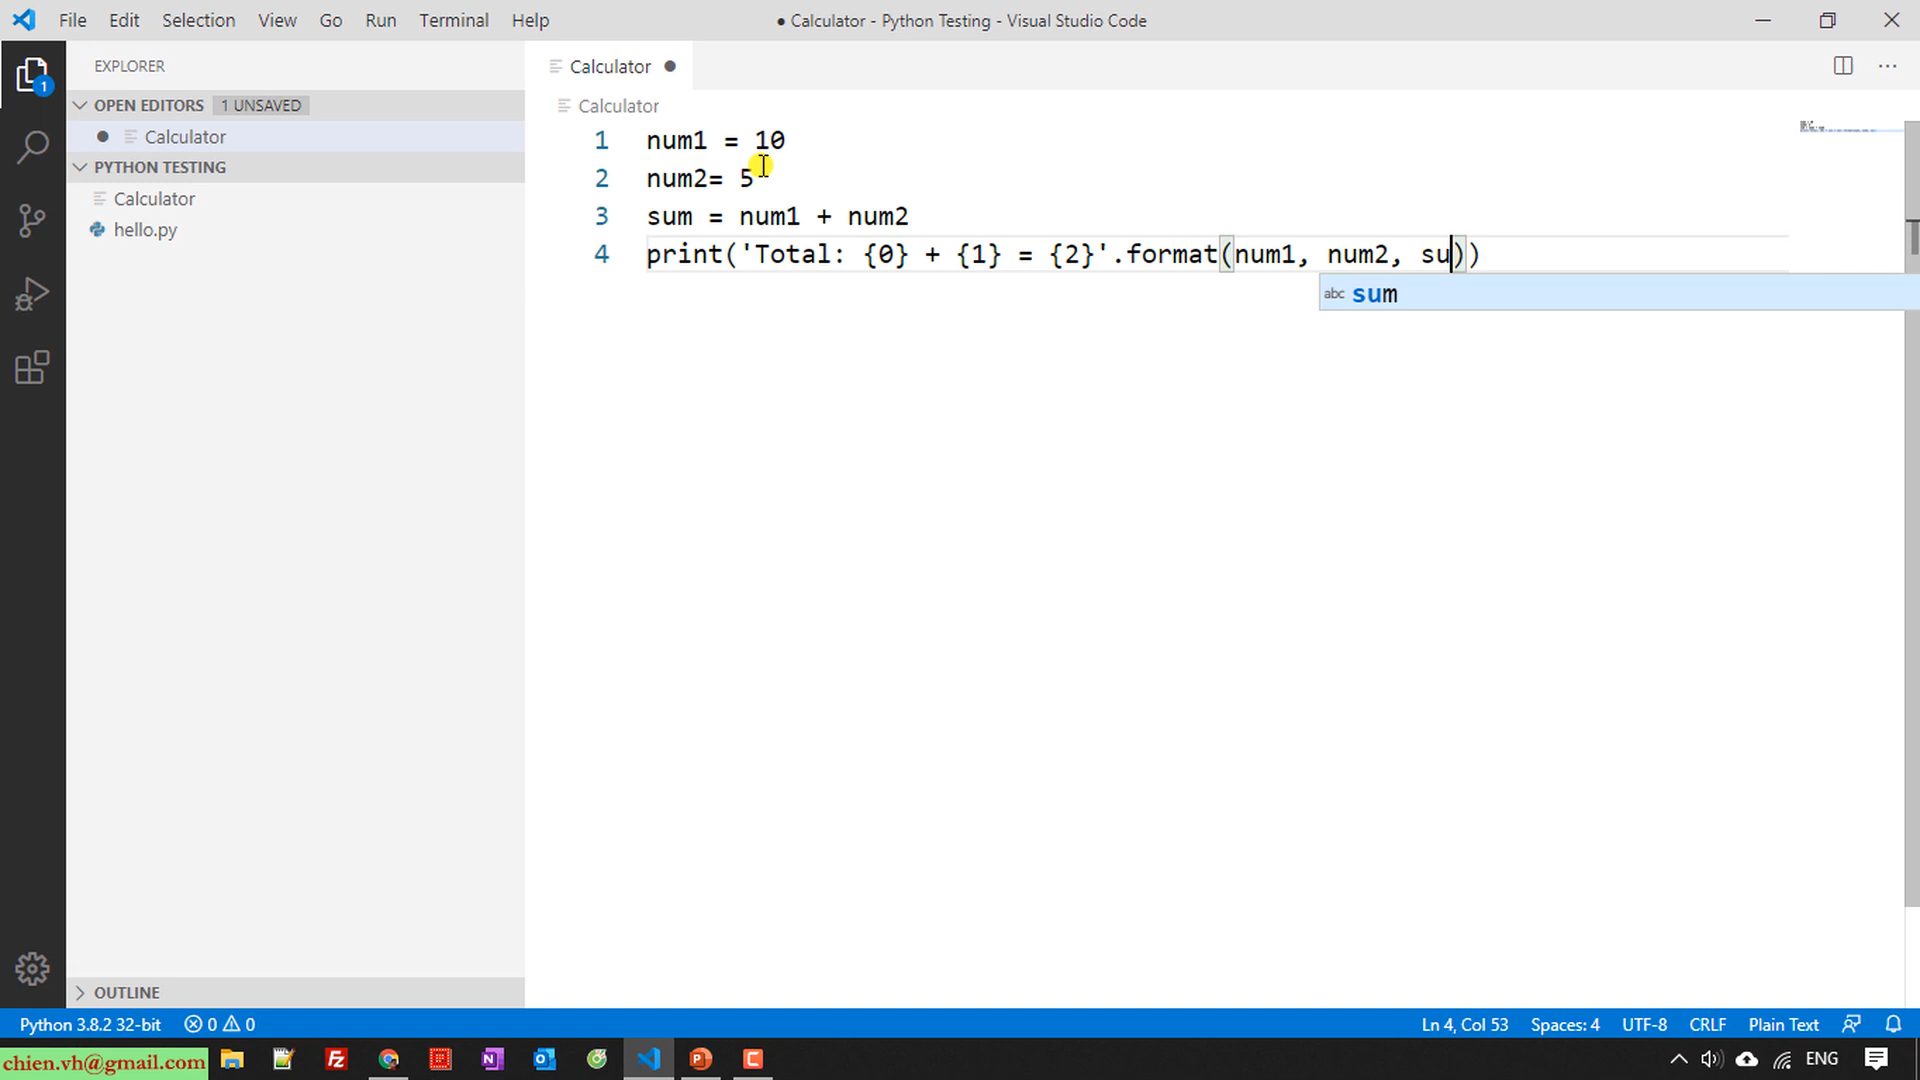 File Edit Selection View Go Run Terminal Help
● Calculator - Python Testing - Visual Studio Code
EXPLORER
OPEN EDITORS 1 UNSAVED
Calculator
PYTHON TESTING
Calculator
hello.py
OUTLINE
1
Calculator
Calculator
1 num1 = 10
2 num2= 5
3 sum = num1 + num2
4 print('Total: {0} + {1} = {2}'.format(num1, num2, su))
abc sum
Python 3.8.2 32-bit 0 0 Ln 4, Col 53 Spaces: 4 UTF-8 CRLF Plain Text
chien.vh@gmail.com ENG